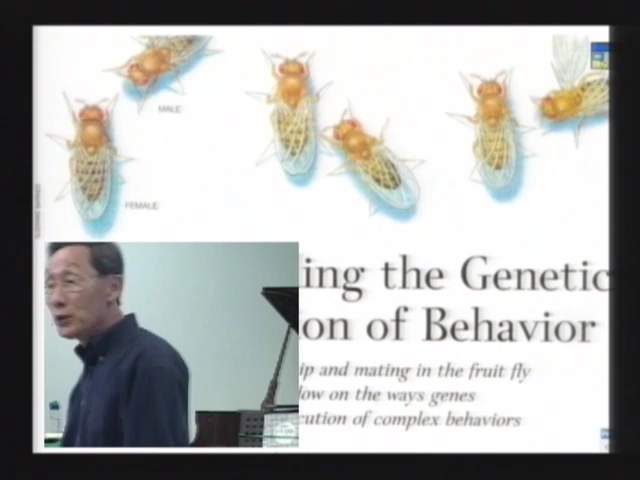 MALE
FEMALE
ing the Genetic
ion of Behavior
ip and mating in the fruit fly
low on the ways genes
cution of complex behaviors